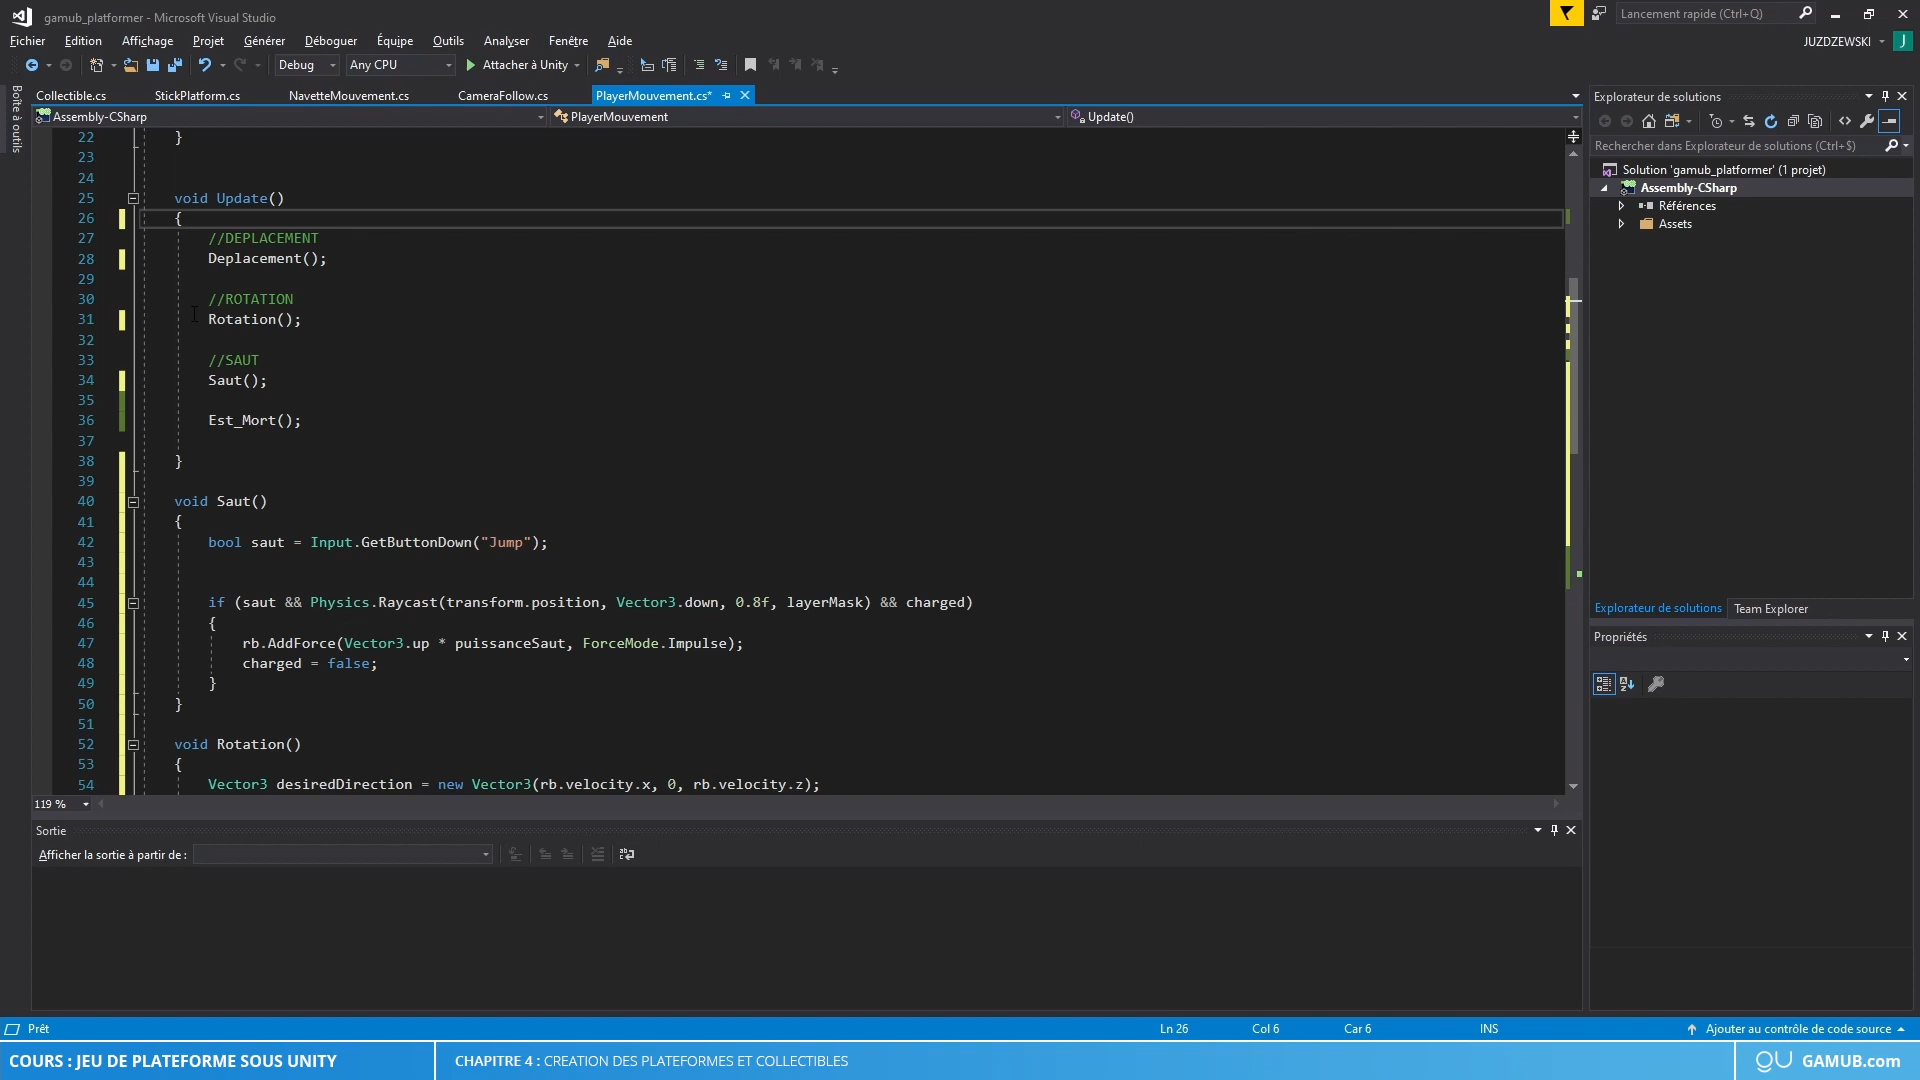 gamub_platformer - Microsoft Visual Studio
Lancement rapide (Ctrl+Q)
Fichier Edition Affichage Projet Générer Déboguer Équipe Outils Analyser Fenêtre Aide
JUZDZEWSKI J
Debug Any CPU Attacher à Unity
Boîte à outils
Collectible.cs StickPlatform.cs NavetteMouvement.cs CameraFollow.cs PlayerMouvement.cs*
Assembly-CSharp PlayerMouvement Update()
22 }
23
24
25 void Update()
26 {
27 //DEPLACEMENT
28 Deplacement();
29
30 //ROTATION
31 Rotation();
32
33 //SAUT
34 Saut();
35
36 Est_Mort();
37
38 }
39
40 void Saut()
41 {
42 bool saut = Input.GetButtonDown("Jump");
43
44
45 if (saut && Physics.Raycast(transform.position, Vector3.down, 0.8f, layerMask) && charged)
46 {
47 rb.AddForce(Vector3.up * puissanceSaut, ForceMode.Impulse);
48 charged = false;
49 }
50 }
51
52 void Rotation()
53 {
54 Vector3 desiredDirection = new Vector3(rb.velocity.x, 0, rb.velocity.z);
119 %
Explorateur de solutions
Rechercher dans Explorateur de solutions (Ctrl+$)
Solution 'gamub_platformer' (1 projet)
Assembly-CSharp
Références
Assets
Explorateur de solutions Team Explorer
Propriétés
Sortie
Afficher la sortie à partir de :
Prêt Ln 26 Col 6 Car 6 INS Ajouter au contrôle de code source
COURS : JEU DE PLATEFORME SOUS UNITY CHAPITRE 4 : CREATION DES PLATEFORMES ET COLLECTIBLES GU GAMUB.com